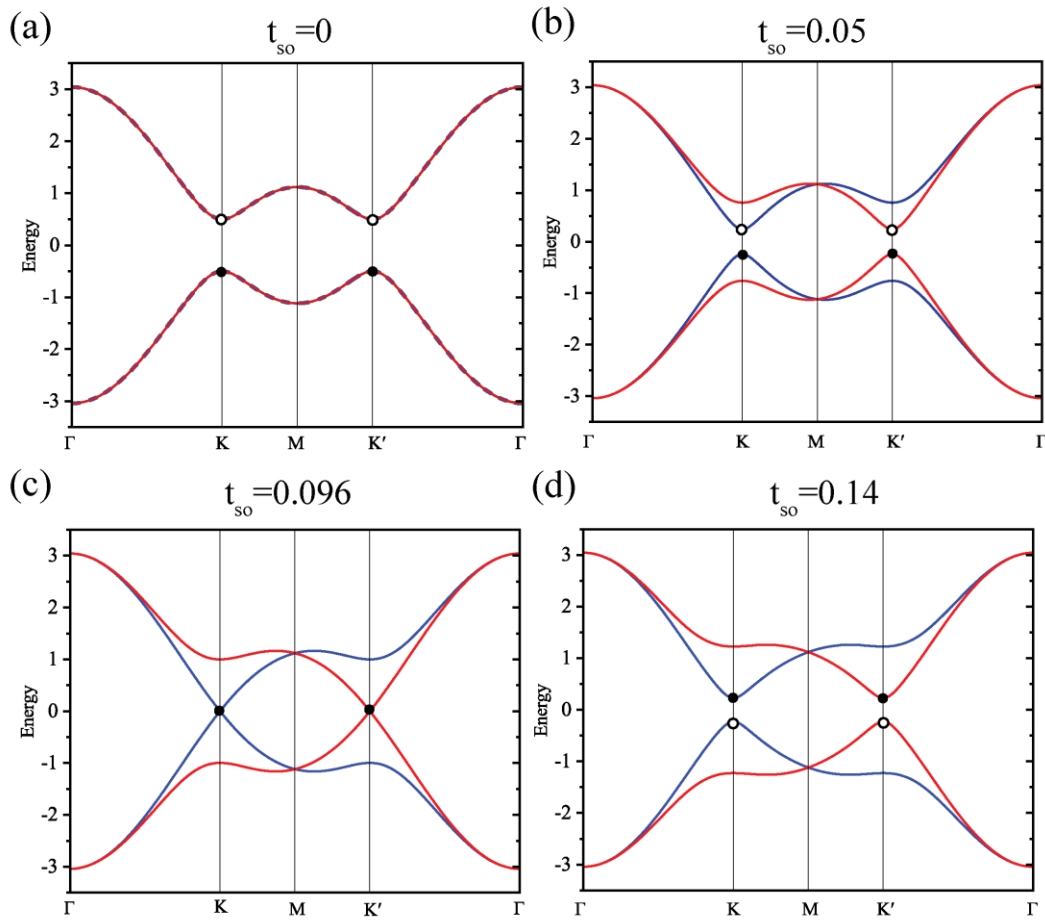 (a)
t_so=0
Energy
3
2
1
0
-1
-2
-3
Γ K M K′ Γ
(b)
t_so=0.05
Energy
3
2
1
0
-1
-2
-3
Γ K M K′ Γ
(c)
t_so=0.096
Energy
3
2
1
0
-1
-2
-3
Γ K M K′ Γ
(d)
t_so=0.14
Energy
3
2
1
0
-1
-2
-3
Γ K M K′ Γ